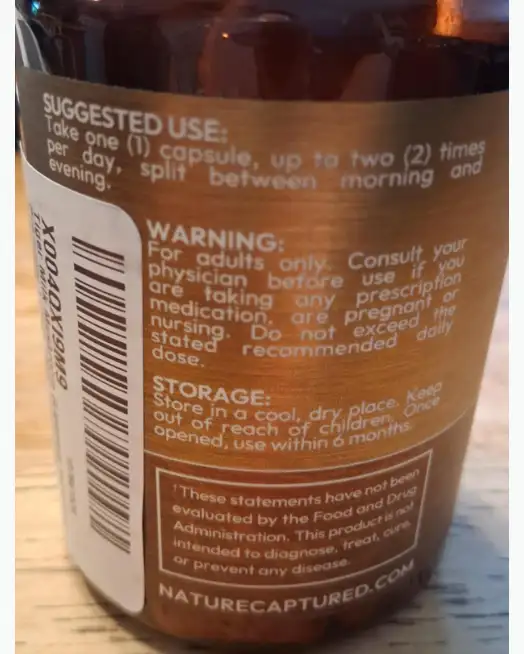 SUGGESTED USE:
Take one (1) capsule, up to two (2) times
per day, split between morning and
evening.
WARNING:
For adults only. Consult your
physician before use if you
are taking any prescription
medication, are pregnant or
nursing. Do not exceed the
stated recommended daily
dose.
STORAGE:
Store in a cool, dry place. Keep
out of reach of children. Once
opened, use within 6 months.
†These statements have not been
evaluated by the Food and Drug
Administration. This product is not
intended to diagnose, treat, cure,
or prevent any disease.
NATURECAPTURED.COM
X004OXYJ9M9
Tiger Milk